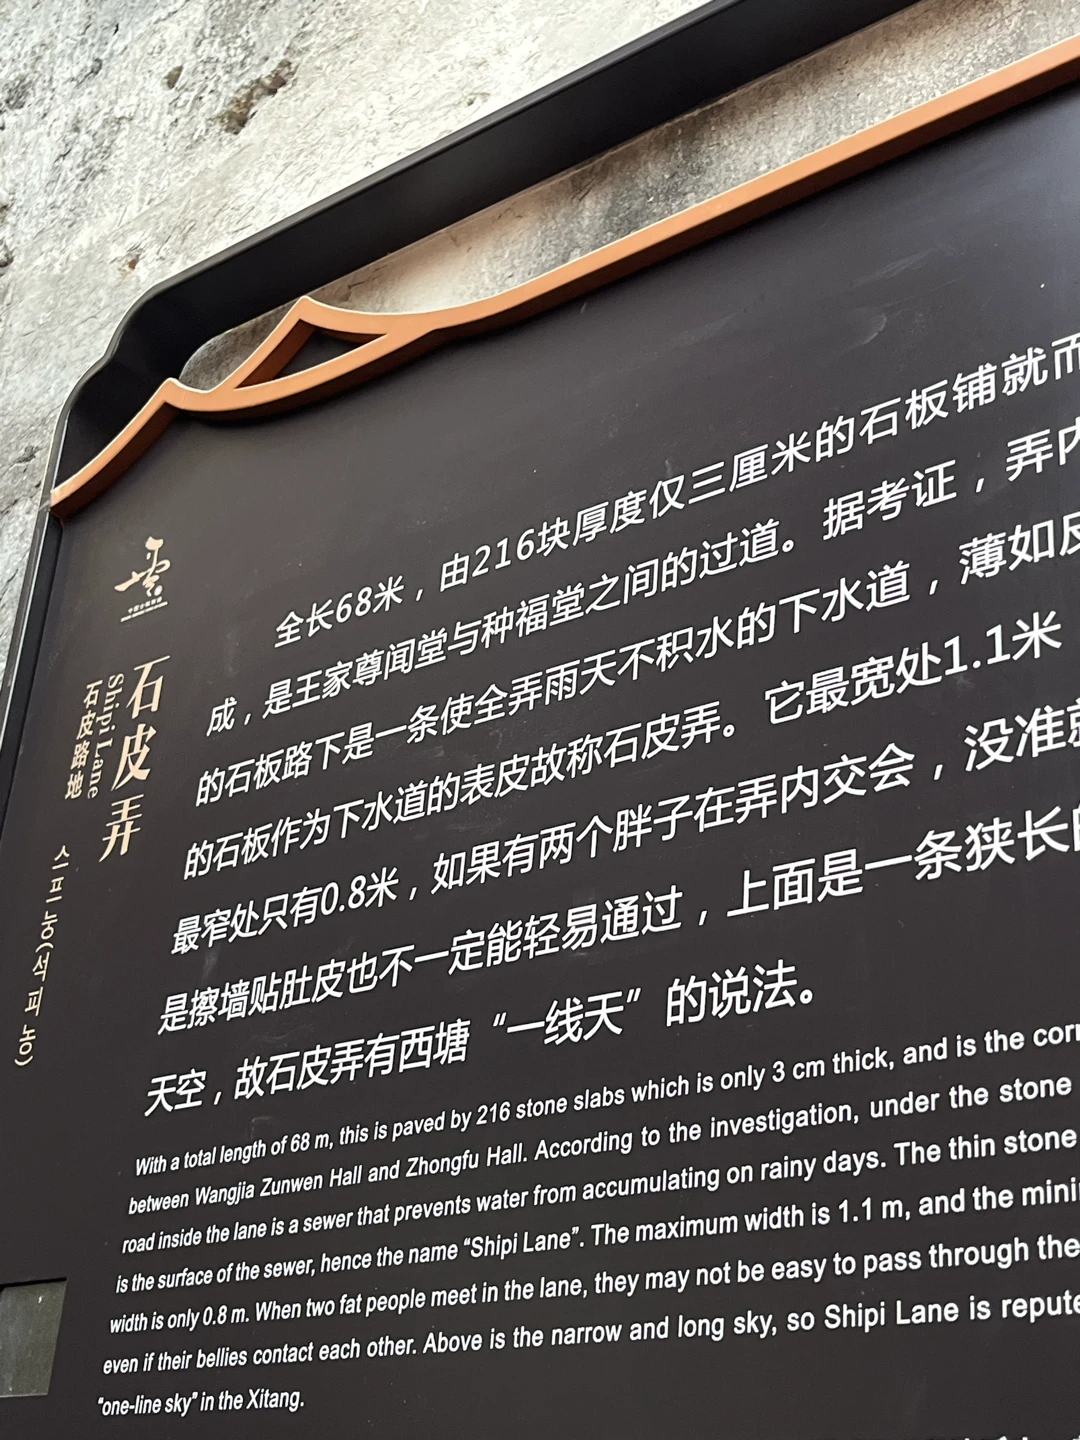 石皮弄
Shipi Lane
石皮路地
스피농(석피농)
全长68米，由216块厚度仅三厘米的石板铺就而
成，是王家尊闻堂与种福堂之间的过道。据考证，弄内
的石板路下是一条使全弄雨天不积水的下水道，薄如皮
的石板作为下水道的表皮故称石皮弄。它最宽处1.1米
最窄处只有0.8米，如果有两个胖子在弄内交会，没准就
是擦墙贴肚皮也不一定能轻易通过，上面是一条狭长的
天空，故石皮弄有西塘“一线天”的说法。
With a total length of 68 m, this is paved by 216 stone slabs which is only 3 cm thick, and is the
between Wangjia Zunwen Hall and Zhongfu Hall. According to the investigation, under the stone
road inside the lane is a sewer that prevents water from accumulating on rainy days. The thin stone
is the surface of the sewer, hence the name “Shipi Lane”. The maximum width is 1.1 m, and the
width is only 0.8 m. When two fat people meet in the lane, they may not be easy to pass through the
even if their bellies contact each other. Above is the narrow and long sky, so Shipi Lane is
“one-line sky” in the Xitang.